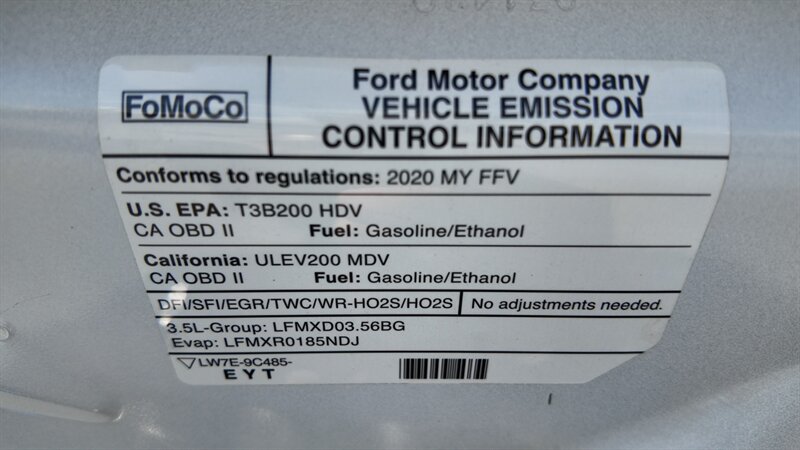 FoMoCo
Ford Motor Company
VEHICLE EMISSION
CONTROL INFORMATION
Conforms to regulations: 2020 MY FFV
U.S. EPA: T3B200 HDV
CA OBD II Fuel: Gasoline/Ethanol
California: ULEV200 MDV
CA OBD II Fuel: Gasoline/Ethanol
DFI/SFI/EGR/TWC/WR-HO2S/HO2S No adjustments needed.
3.5L-Group: LFMXD03.56BG
Evap: LFMXR0185NDJ
LW7E-9C485-
EYT